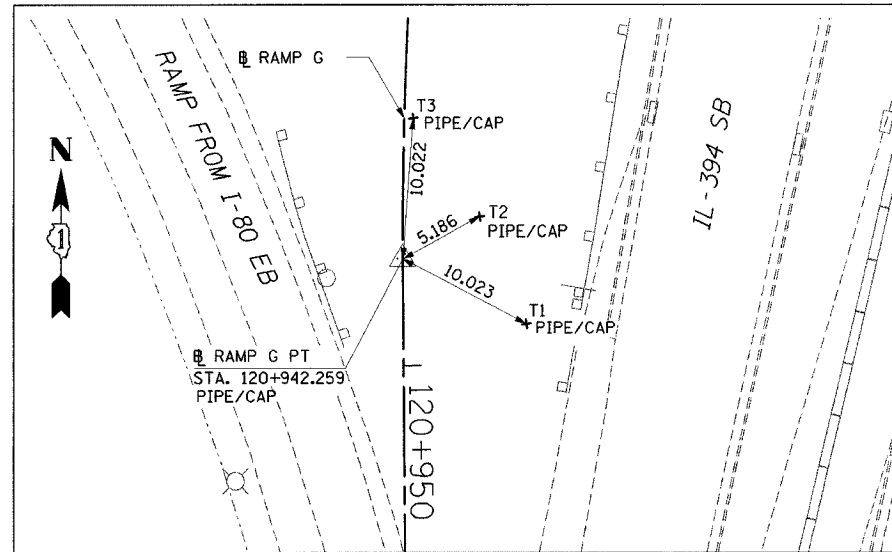 ℄ RAMP G
T3
PIPE/CAP
RAMP FROM I-80 EB
IL-394 SB
N
1
10.022
T2
PIPE/CAP
5.186
10.023
T1
PIPE/CAP
℄ RAMP G PT
STA. 120+942.259
PIPE/CAP
120+950